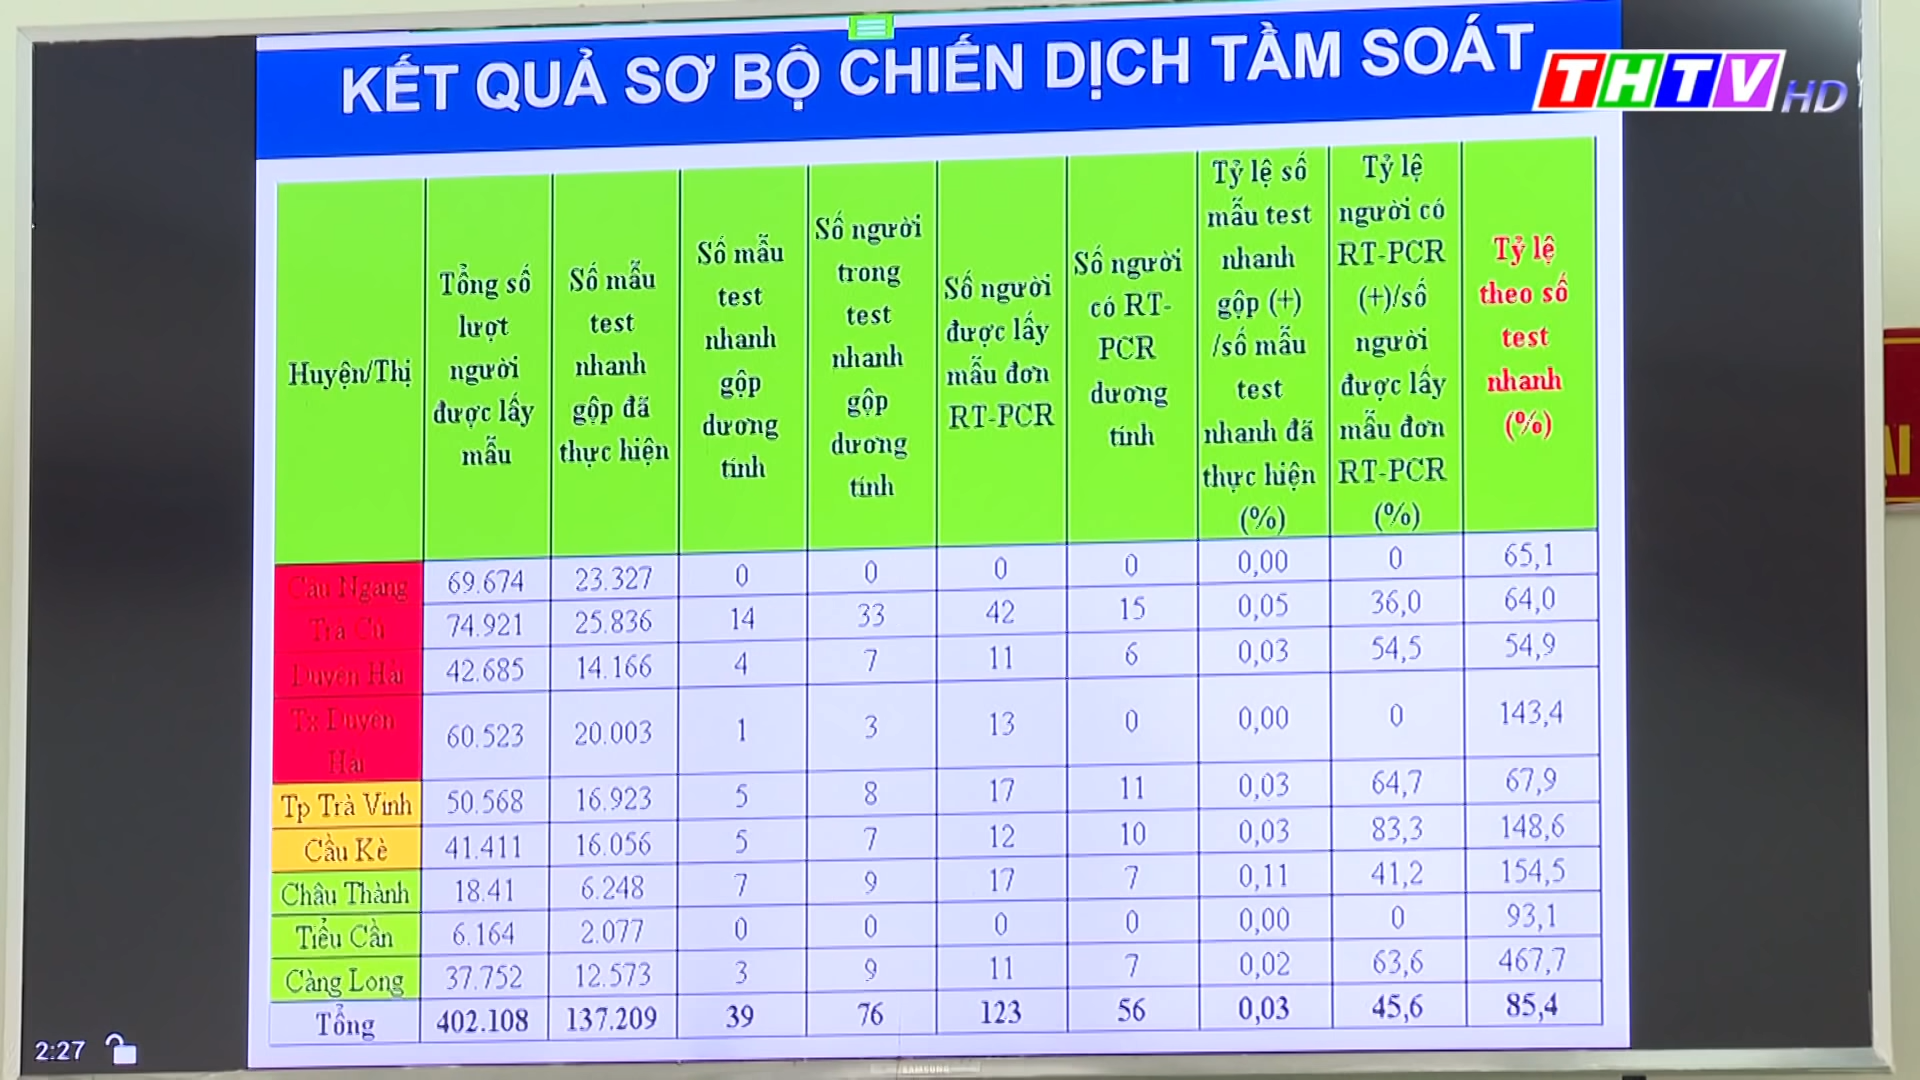 KẾT QUẢ SƠ BỘ CHIẾN DỊCH TẦM SOÁT
THTV HD
Huyện/Thị
Tổng số
lượt
người
được lấy
mẫu
Số mẫu
test
nhanh
gộp đã
thực hiện
Số mẫu
test
nhanh
gộp
dương
tính
Số người
trong
test
nhanh
gộp
dương
tính
Số người
được lấy
mẫu đơn
RT-PCR
Số người
có RT-
PCR
dương
tính
Tỷ lệ số
mẫu test
nhanh
gộp (+)
/số mẫu
test
nhanh đã
thực hiện
(%)
Tỷ lệ
người có
RT-PCR
(+)/số
người
được lấy
mẫu đơn
RT-PCR
(%)
Tỷ lệ
theo số
test
nhanh
(%)
Cầu Ngang 69.674 23.327 0 0 0 0 0,00 0 65,1
Trà Cú 74.921 25.836 14 33 42 15 0,05 36,0 64,0
Duyên Hải 42.685 14.166 4 7 11 6 0,03 54,5 54,9
Tx Duyên
Hải 60.523 20.003 1 3 13 0 0,00 0 143,4
Tp Trà Vinh 50.568 16.923 5 8 17 11 0,03 64,7 67,9
Cầu Kè 41.411 16.056 5 7 12 10 0,03 83,3 148,6
Châu Thành 18.41 6.248 7 9 17 7 0,11 41,2 154,5
Tiểu Cần 6.164 2.077 0 0 0 0 0,00 0 93,1
Càng Long 37.752 12.573 3 9 11 7 0,02 63,6 467,7
Tổng 402.108 137.209 39 76 123 56 0,03 45,6 85,4
2:27
SAMSUNG